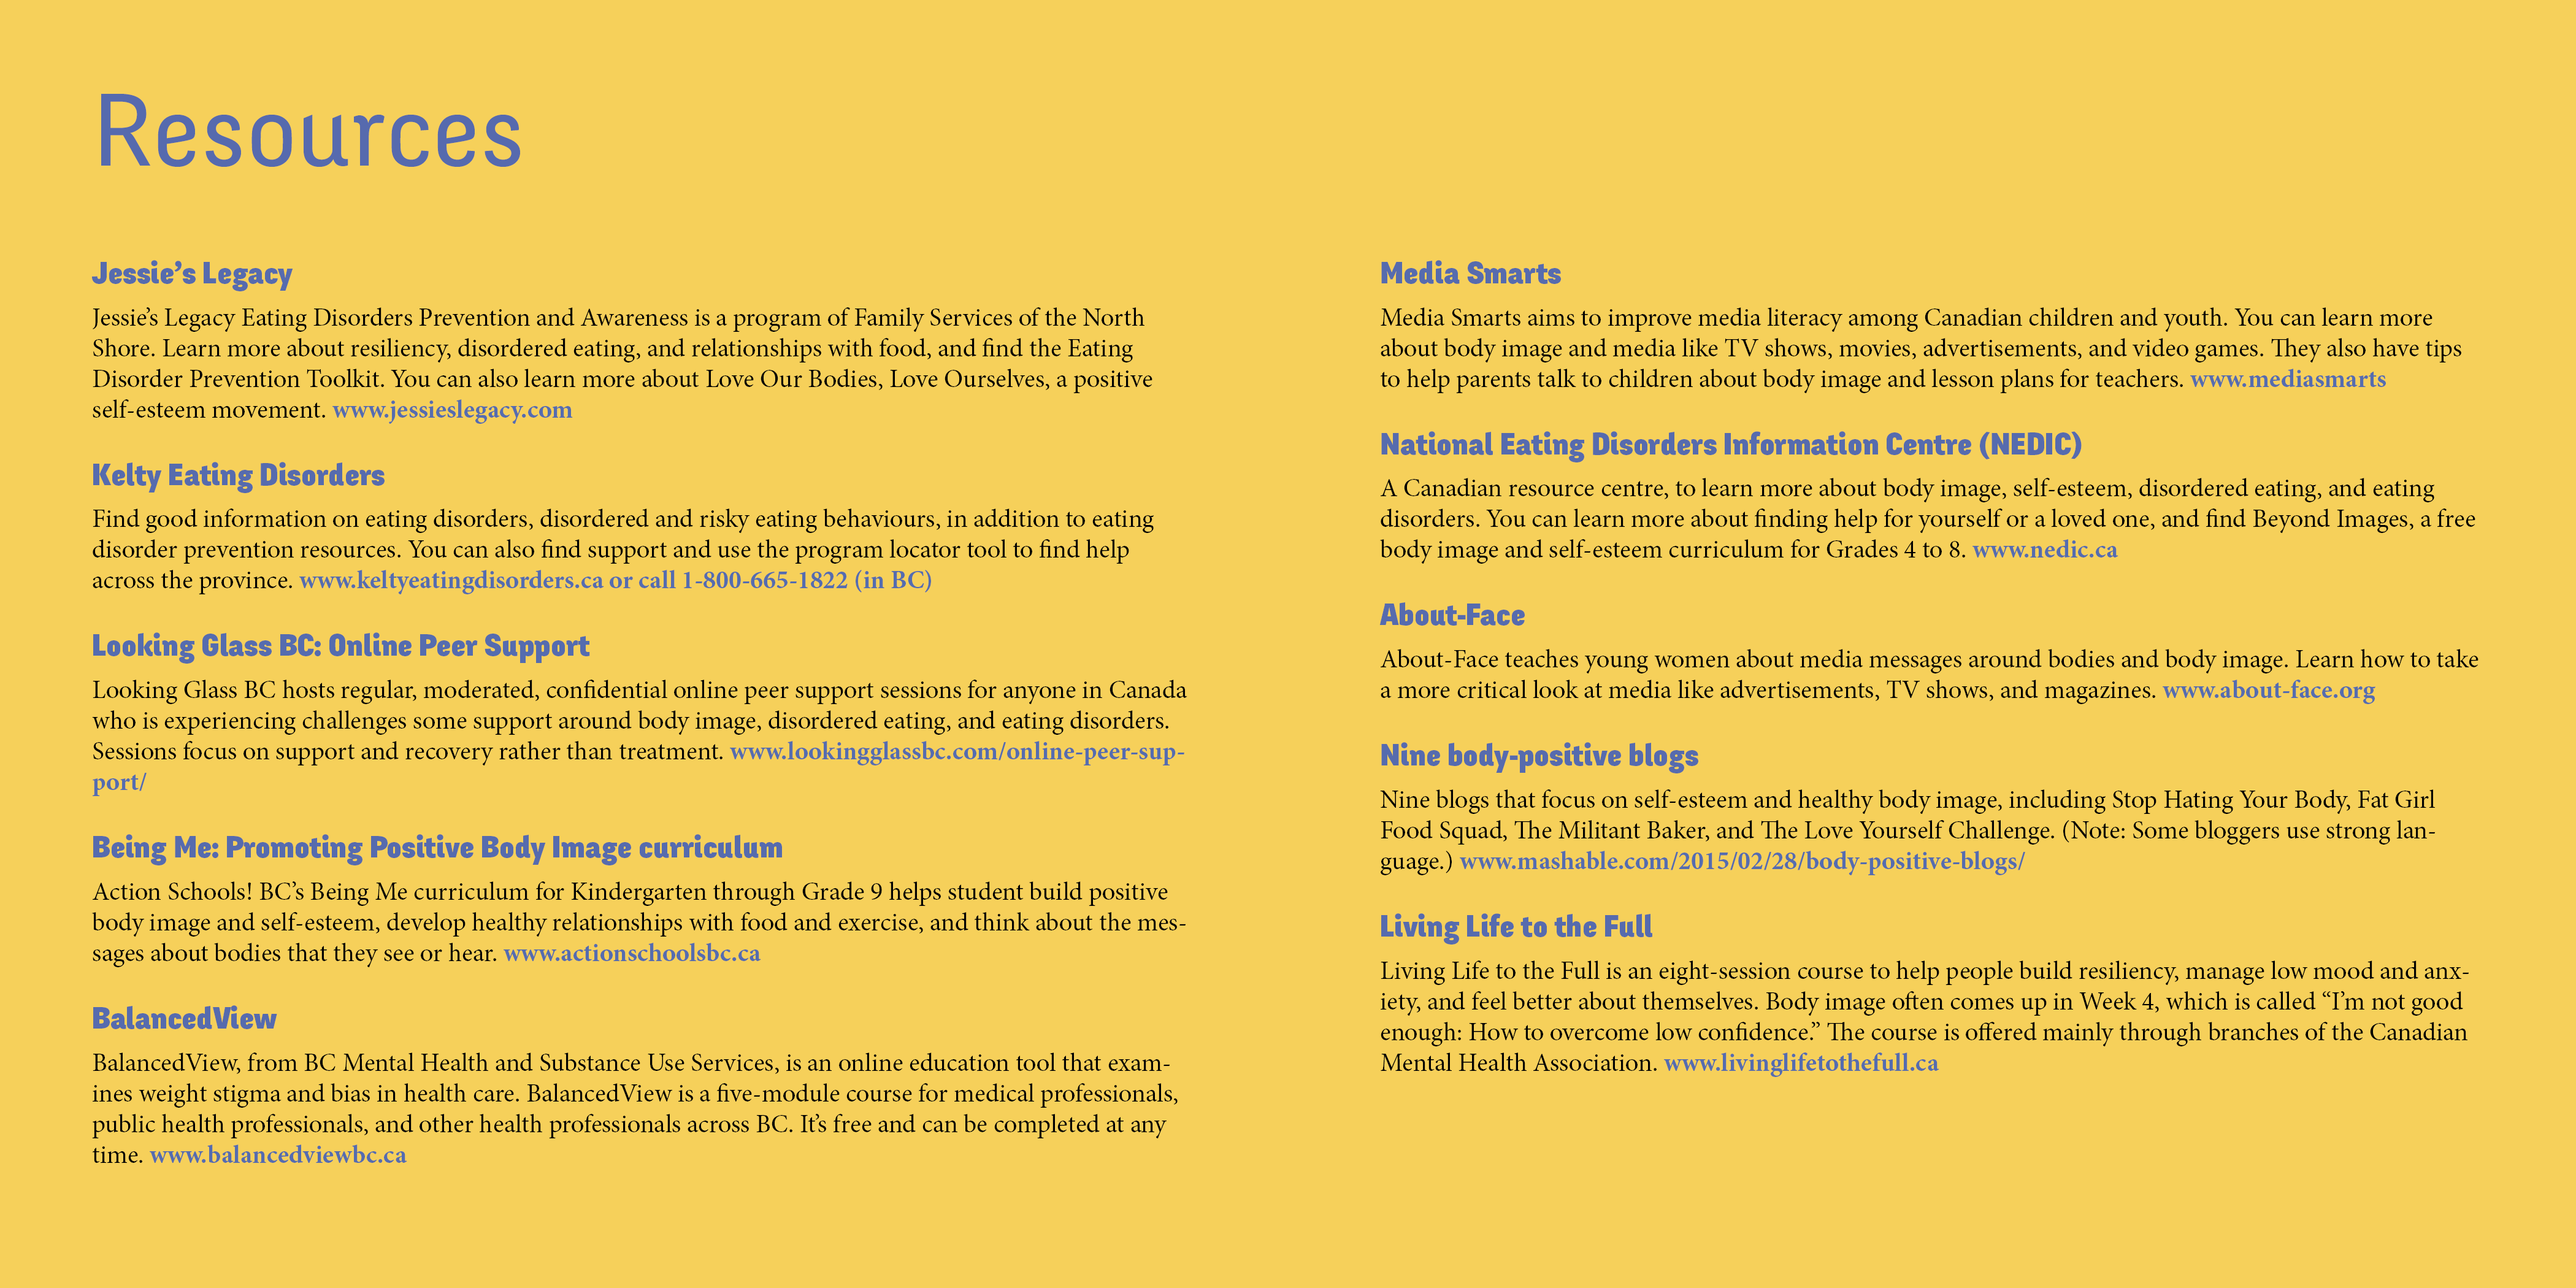 Resources
Jessie’s Legacy
Jessie’s Legacy Eating Disorders Prevention and Awareness is a program of Family Services of the North
Shore. Learn more about resiliency, disordered eating, and relationships with food, and find the Eating
Disorder Prevention Toolkit. You can also learn more about Love Our Bodies, Love Ourselves, a positive
self-esteem movement. www.jessieslegacy.com
Kelty Eating Disorders
Find good information on eating disorders, disordered and risky eating behaviours, in addition to eating
disorder prevention resources. You can also find support and use the program locator tool to find help
across the province. www.keltyeatingdisorders.ca or call 1-800-665-1822 (in BC)
Looking Glass BC: Online Peer Support
Looking Glass BC hosts regular, moderated, confidential online peer support sessions for anyone in Canada
who is experiencing challenges some support around body image, disordered eating, and eating disorders.
Sessions focus on support and recovery rather than treatment. www.lookingglassbc.com/online-peer-sup-
port/
Being Me: Promoting Positive Body Image curriculum
Action Schools! BC’s Being Me curriculum for Kindergarten through Grade 9 helps student build positive
body image and self-esteem, develop healthy relationships with food and exercise, and think about the mes-
sages about bodies that they see or hear. www.actionschoolsbc.ca
BalancedView
BalancedView, from BC Mental Health and Substance Use Services, is an online education tool that exam-
ines weight stigma and bias in health care. BalancedView is a five-module course for medical professionals,
public health professionals, and other health professionals across BC. It’s free and can be completed at any
time. www.balancedviewbc.ca
Media Smarts
Media Smarts aims to improve media literacy among Canadian children and youth. You can learn more
about body image and media like TV shows, movies, advertisements, and video games. They also have tips
to help parents talk to children about body image and lesson plans for teachers. www.mediasmarts
National Eating Disorders Information Centre (NEDIC)
A Canadian resource centre, to learn more about body image, self-esteem, disordered eating, and eating
disorders. You can learn more about finding help for yourself or a loved one, and find Beyond Images, a free
body image and self-esteem curriculum for Grades 4 to 8. www.nedic.ca
About-Face
About-Face teaches young women about media messages around bodies and body image. Learn how to take
a more critical look at media like advertisements, TV shows, and magazines. www.about-face.org
Nine body-positive blogs
Nine blogs that focus on self-esteem and healthy body image, including Stop Hating Your Body, Fat Girl
Food Squad, The Militant Baker, and The Love Yourself Challenge. (Note: Some bloggers use strong lan-
guage.) www.mashable.com/2015/02/28/body-positive-blogs/
Living Life to the Full
Living Life to the Full is an eight-session course to help people build resiliency, manage low mood and anx-
iety, and feel better about themselves. Body image often comes up in Week 4, which is called “I’m not good
enough: How to overcome low confidence.” The course is offered mainly through branches of the Canadian
Mental Health Association. www.livinglifetothefull.ca